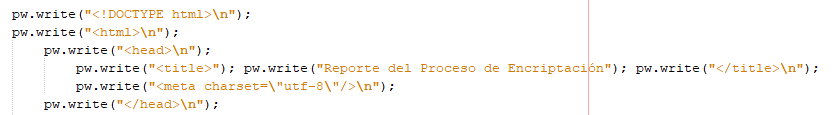 pw.write("<!DOCTYPE html>\n");
pw.write("<html>\n");
pw.write("<head>\n");
pw.write("<title>"); pw.write("Reporte del Proceso de Encriptación"); pw.write("</title>\n");
pw.write("<meta charset=\"utf-8\"/>\n");
pw.write("</head>\n");